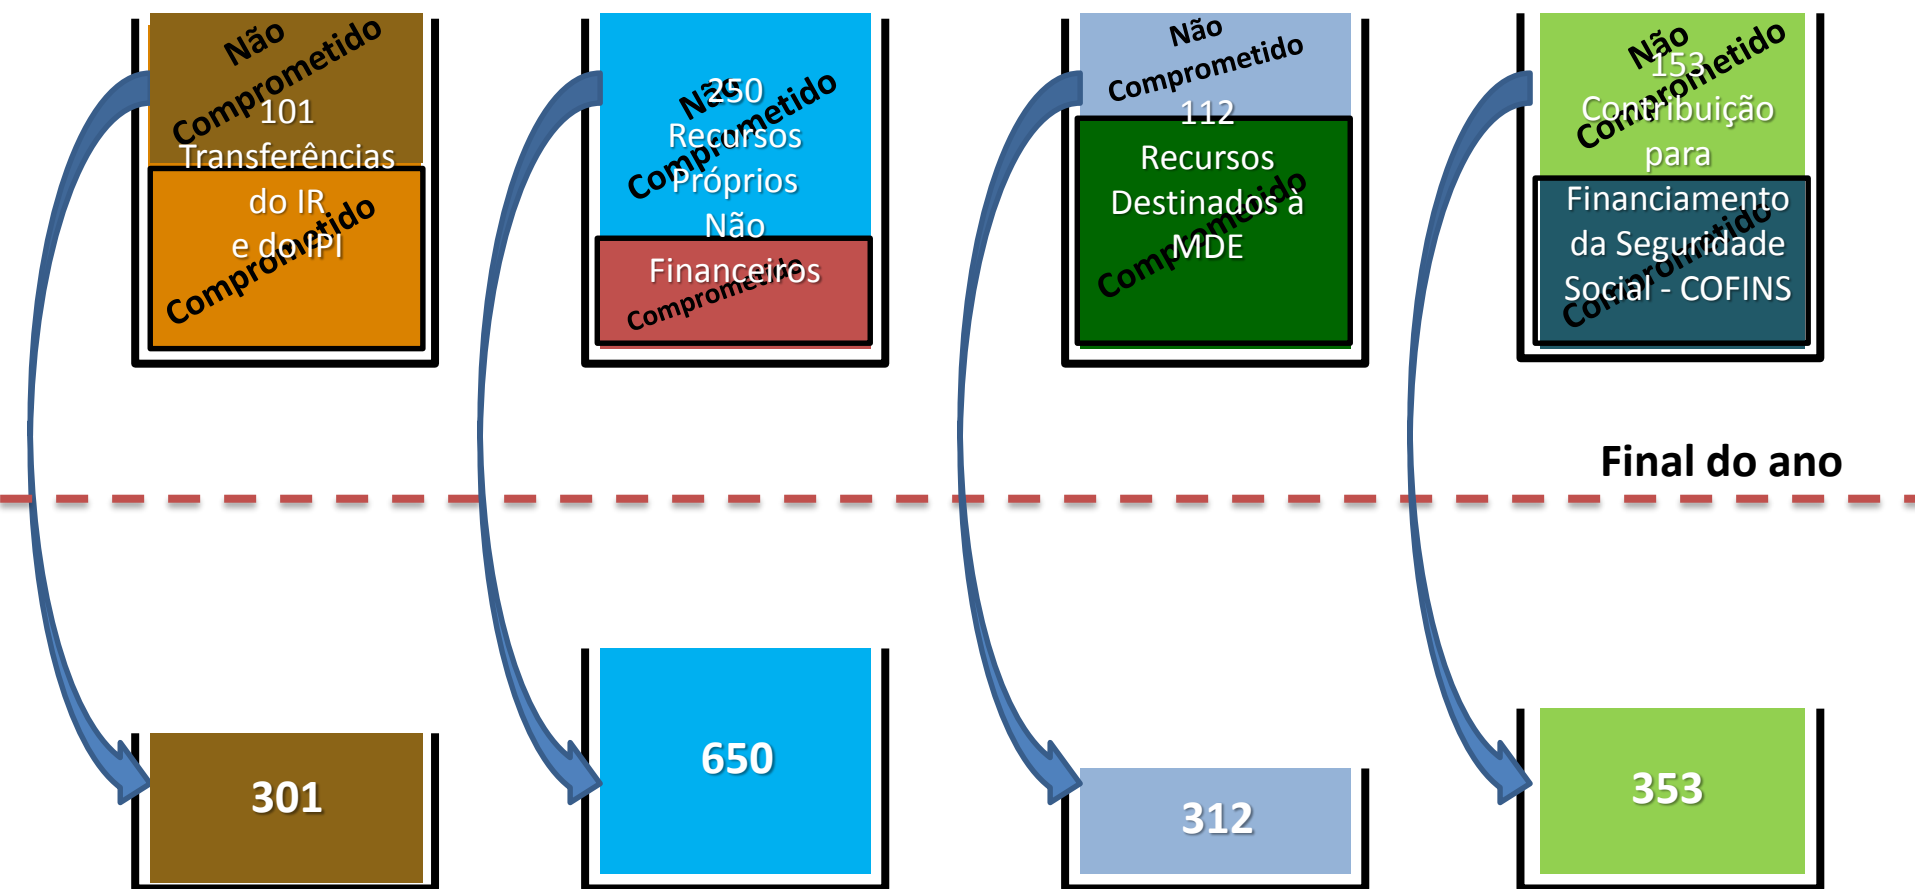 Não
Comprometido
101
Transferências
do IR
e do IPI
Comprometido
Não
Comprometido
250
Recursos
Próprios
Não
Financeiros
Comprometido
Não
Comprometido
112
Recursos
Destinados à
MDE
Comprometido
Não
Comprometido
153
Contribuição
para
Financiamento
da Seguridade
Social - COFINS
Comprometido
Final do ano
301
650
312
353